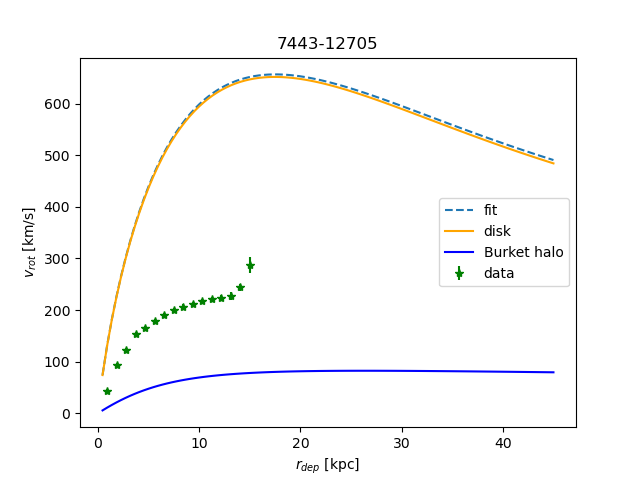 7443-12705
600
500
400
300
200
100
0
v_rot [km/s]
fit
disk
Burket halo
data
0 10 20 30 40
r_dep [kpc]